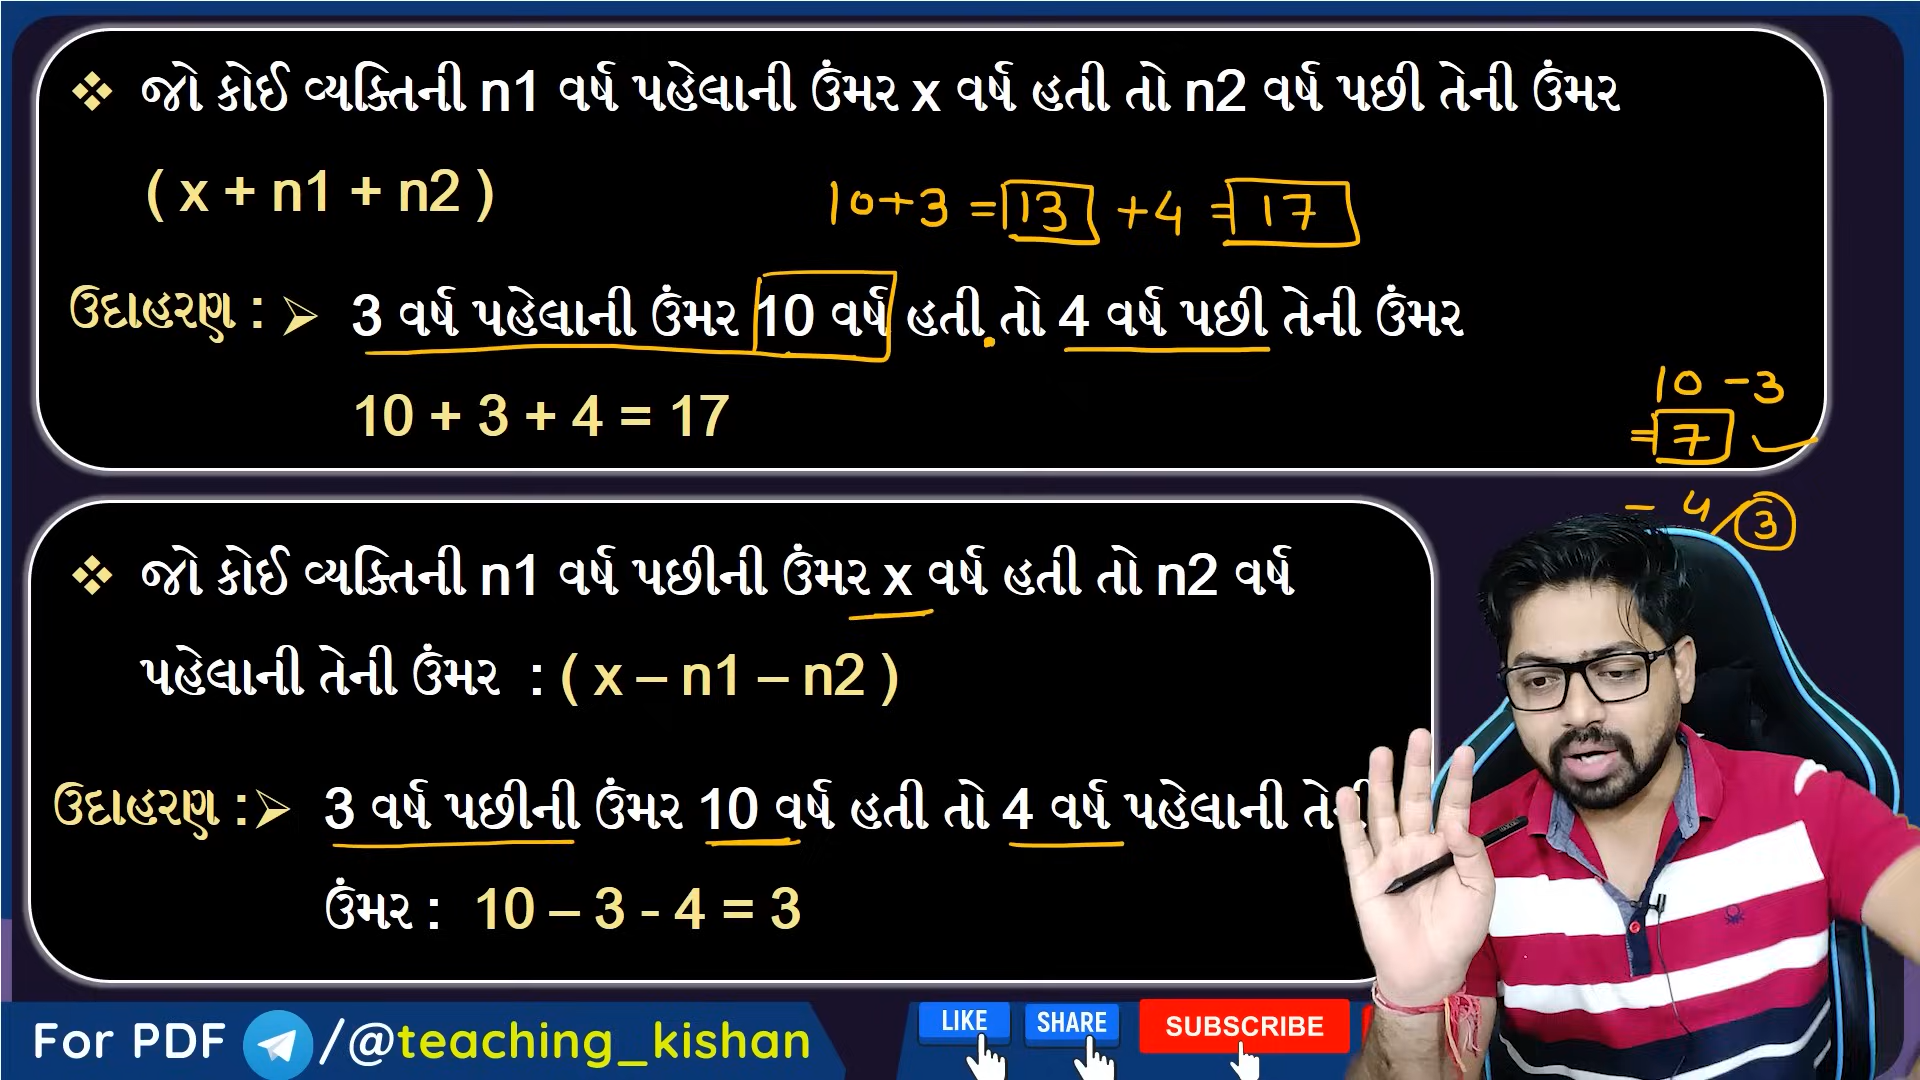 ❖ જો કોઈ વ્યક્તિની n1 વર્ષ પહેલાની ઉંમર x વર્ષ હતી તો n2 વર્ષ પછી તેની ઉંમર
( x + n1 + n2 )
10+3 = 13 +4 = 17
ઉદાહરણ : ➢ 3 વર્ષ પહેલાની ઉંમર 10 વર્ષ હતી તો 4 વર્ષ પછી તેની ઉંમર
10 + 3 + 4 = 17
10 -3
= 7
- 4 3
❖ જો કોઈ વ્યક્તિની n1 વર્ષ પછીની ઉંમર x વર્ષ હતી તો n2 વર્ષ
પહેલાની તેની ઉંમર : ( x – n1 – n2 )
ઉદાહરણ :➢ 3 વર્ષ પછીની ઉંમર 10 વર્ષ હતી તો 4 વર્ષ પહેલાની
ઉંમર : 10 – 3 - 4 = 3
For PDF /@teaching_kishan
LIKE SHARE SUBSCRIBE